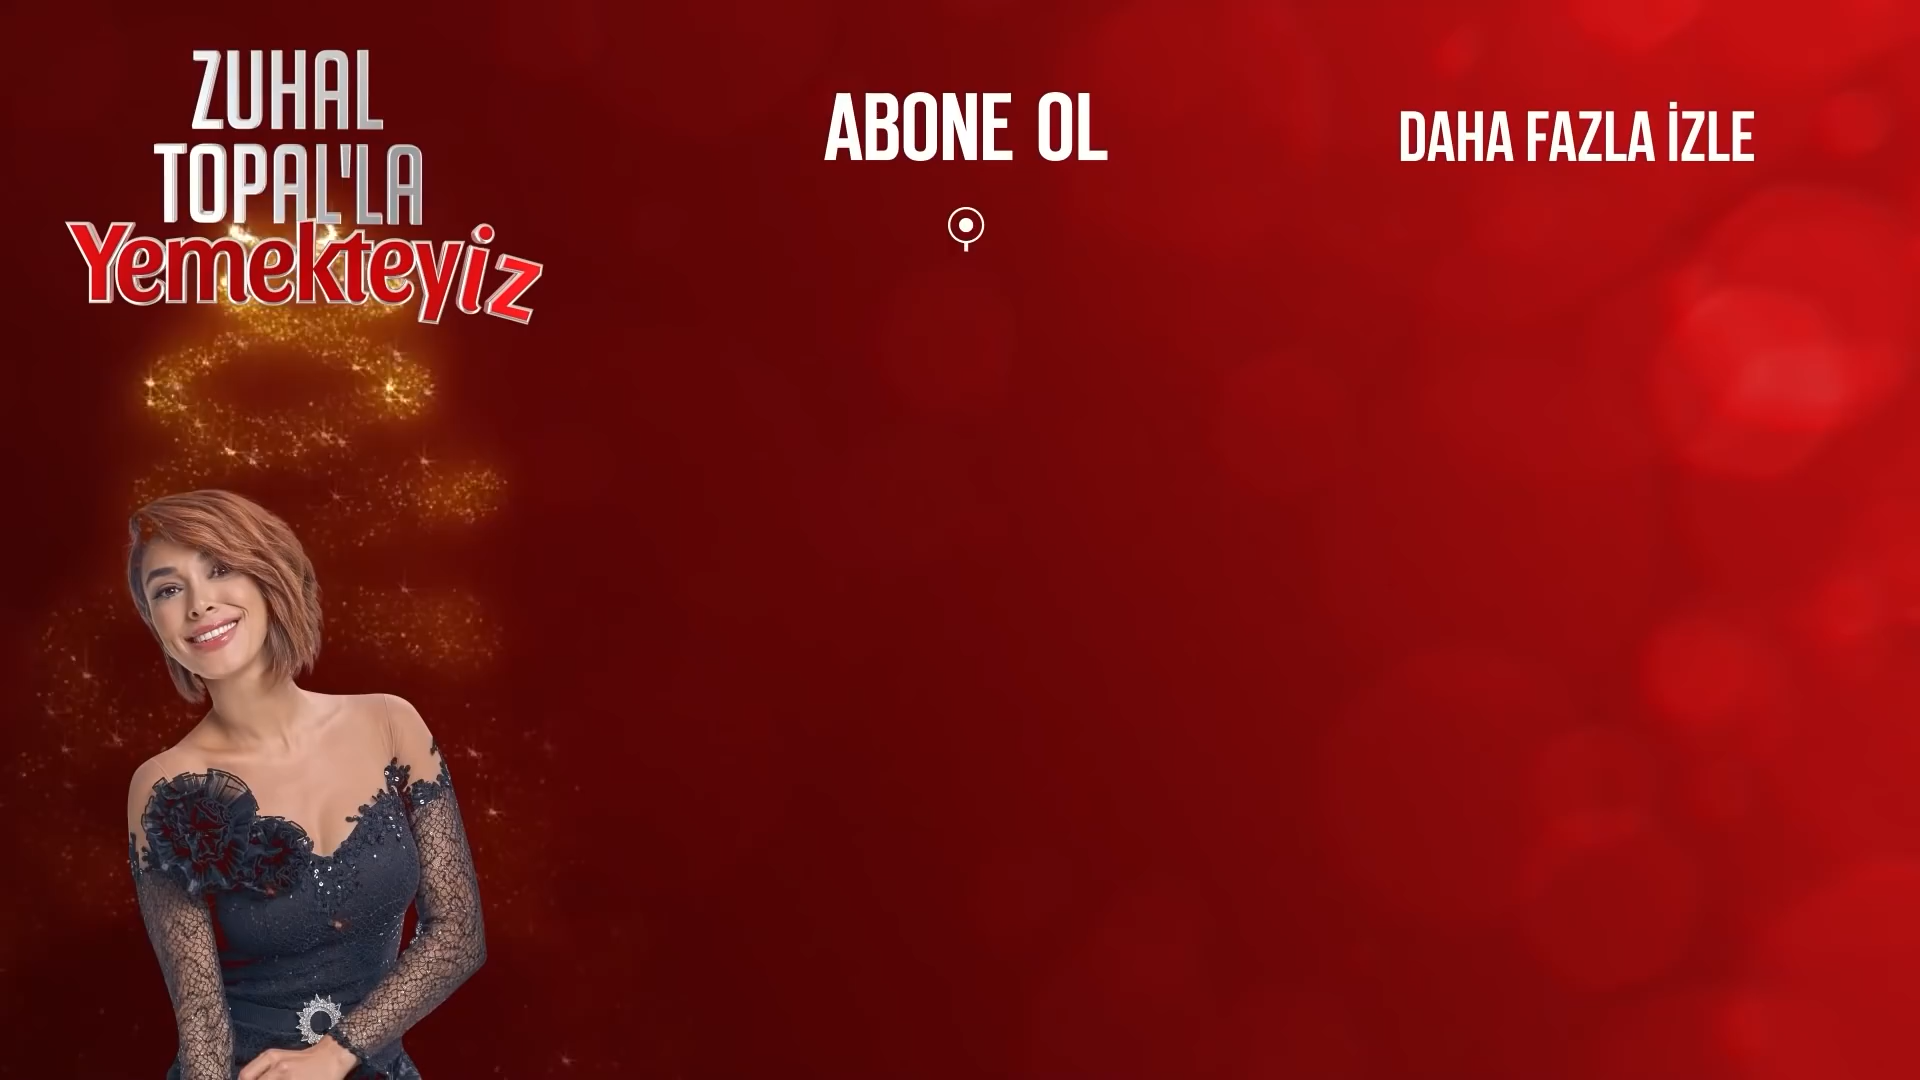 ZUHAL
TOPAL'LA
Yemekteyiz
ABONE OL
DAHA FAZLA İZLE